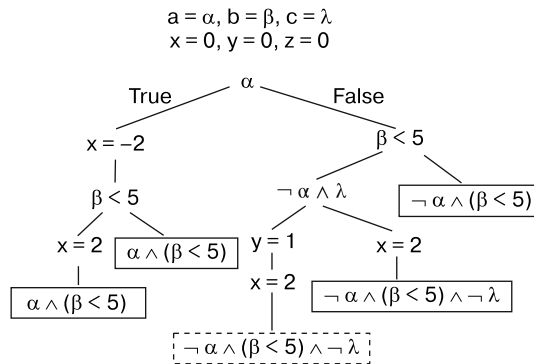 a = α, b = β, c = λ
x = 0, y = 0, z = 0
α
True
False
x = −2
β < 5
β < 5
¬ α ∧ λ
¬ α ∧ (β < 5)
x = 2
α ∧ (β < 5)
y = 1
x = 2
x = 2
α ∧ (β < 5)
¬ α ∧ (β < 5) ∧ ¬ λ
¬ α ∧ (β < 5) ∧ ¬ λ